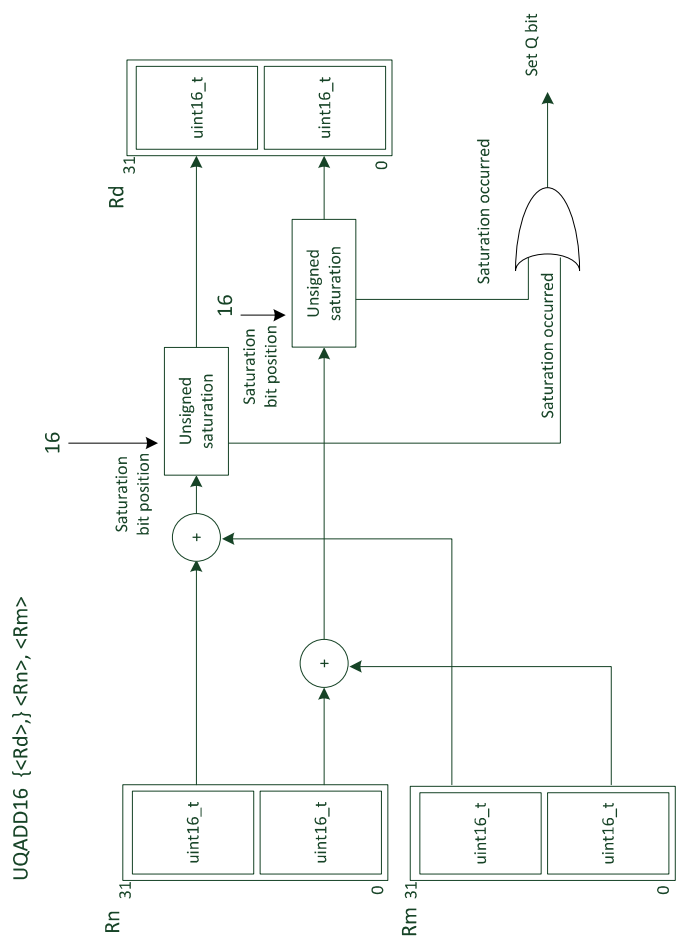 UQADD16 {<Rd>,} <Rn>, <Rm>
Rn
31
uint16_t
uint16_t
0
Rm
31
uint16_t
uint16_t
0
+
+
16
Saturation
bit position
Unsigned
saturation
16
Saturation
bit position
Unsigned
saturation
Rd
31
uint16_t
uint16_t
0
Saturation occurred
Saturation occurred
Set Q bit